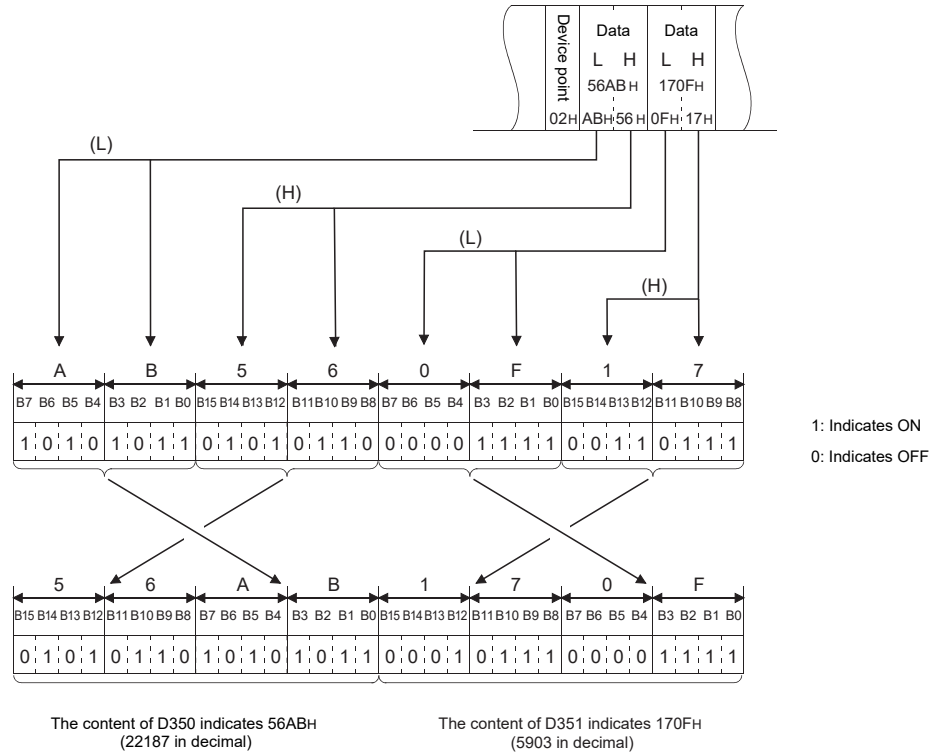 Device point
Data Data
L H L H
56ABH 170FH
02H ABH 56H 0FH 17H
(L)
(H)
(L)
(H)
A B 5 6 0 F 1 7
B7 B6 B5 B4 B3 B2 B1 B0 B15 B14 B13 B12 B11 B10 B9 B8 B7 B6 B5 B4 B3 B2 B1 B0 B15 B14 B13 B12 B11 B10 B9 B8
1 0 1 0 1 0 1 1 0 1 0 1 0 1 1 0 0 0 0 0 1 1 1 1 0 0 1 1 0 1 1 1
1: Indicates ON
0: Indicates OFF
5 6 A B 1 7 0 F
B15 B14 B13 B12 B11 B10 B9 B8 B7 B6 B5 B4 B3 B2 B1 B0 B15 B14 B13 B12 B11 B10 B9 B8 B7 B6 B5 B4 B3 B2 B1 B0
0 1 0 1 0 1 1 0 1 0 1 0 1 0 1 1 0 0 0 1 0 1 1 1 0 0 0 0 1 1 1 1
The content of D350 indicates 56ABH
(22187 in decimal)
The content of D351 indicates 170FH
(5903 in decimal)